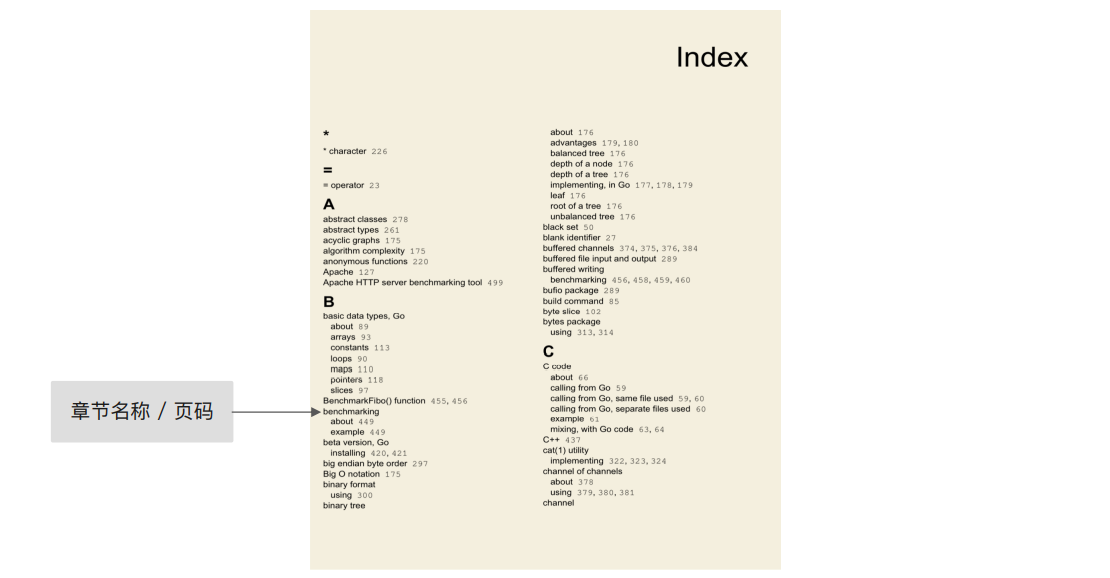 Index
*
* character 226
=
= operator 23
A
abstract classes 278
abstract types 261
acyclic graphs 175
algorithm complexity 175
anonymous functions 220
Apache 127
Apache HTTP server benchmarking tool 499
B
basic data types, Go
about 89
arrays 93
constants 113
loops 90
maps 110
pointers 118
slices 97
BenchmarkFibo() function 455, 456
benchmarking
about 449
example 449
beta version, Go
installing 420, 421
big endian byte order 297
Big O notation 175
binary format
using 300
binary tree
about 176
advantages 179, 180
balanced tree 176
depth of a node 176
depth of a tree 176
implementing, in Go 177, 178, 179
leaf 176
root of a tree 176
unbalanced tree 176
black set 50
blank identifier 27
buffered channels 374, 375, 376, 384
buffered file input and output 289
buffered writing
benchmarking 456, 458, 459, 460
bufio package 289
build command 85
byte slice 102
bytes package
using 313, 314
C
C code
about 66
calling from Go 59
calling from Go, same file used 59, 60
calling from Go, separate files used 60
example 61
mixing, with Go code 63, 64
C++ 437
cat(1) utility
implementing 322, 323, 324
channel of channels
about 378
using 379, 380, 381
channel
章节名称 / 页码